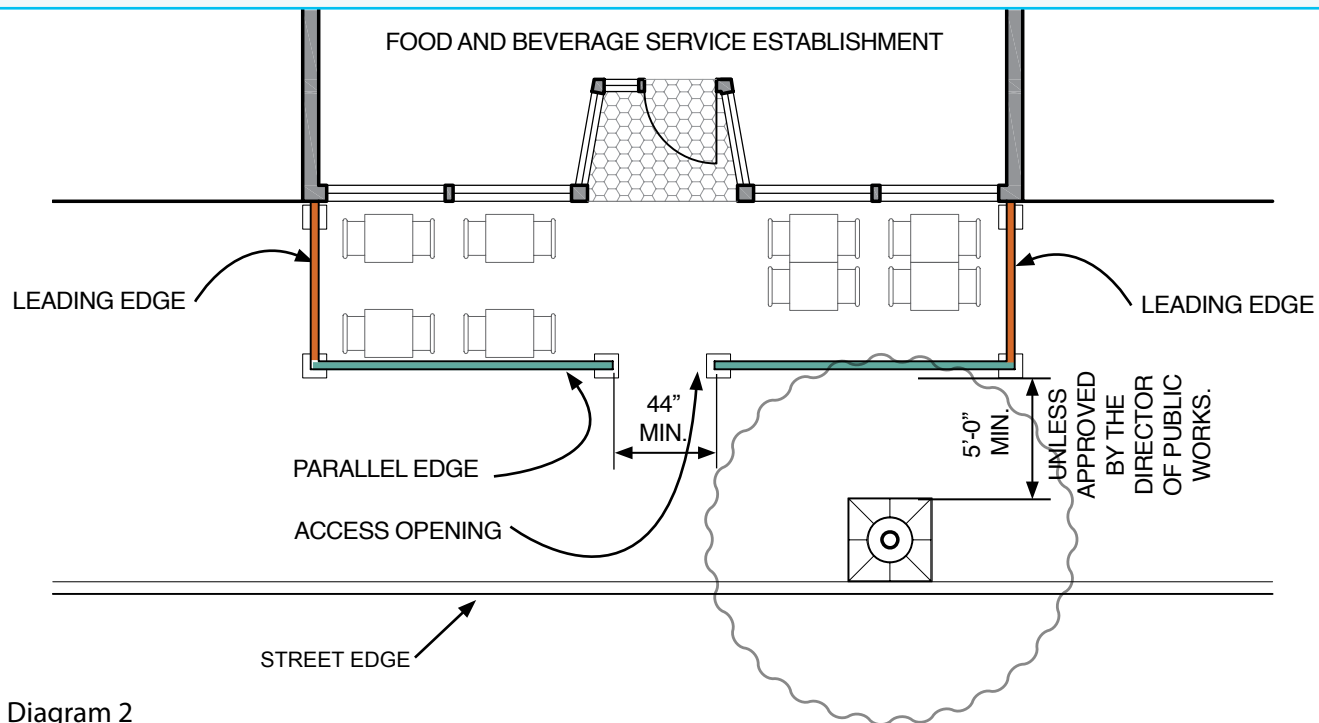 FOOD AND BEVERAGE SERVICE ESTABLISHMENT
LEADING EDGE
LEADING EDGE
44”
MIN.
5’-0”
MIN.
UNLESS
APPROVED
BY THE
DIRECTOR
OF PUBLIC
WORKS.
PARALLEL EDGE
ACCESS OPENING
STREET EDGE
Diagram 2